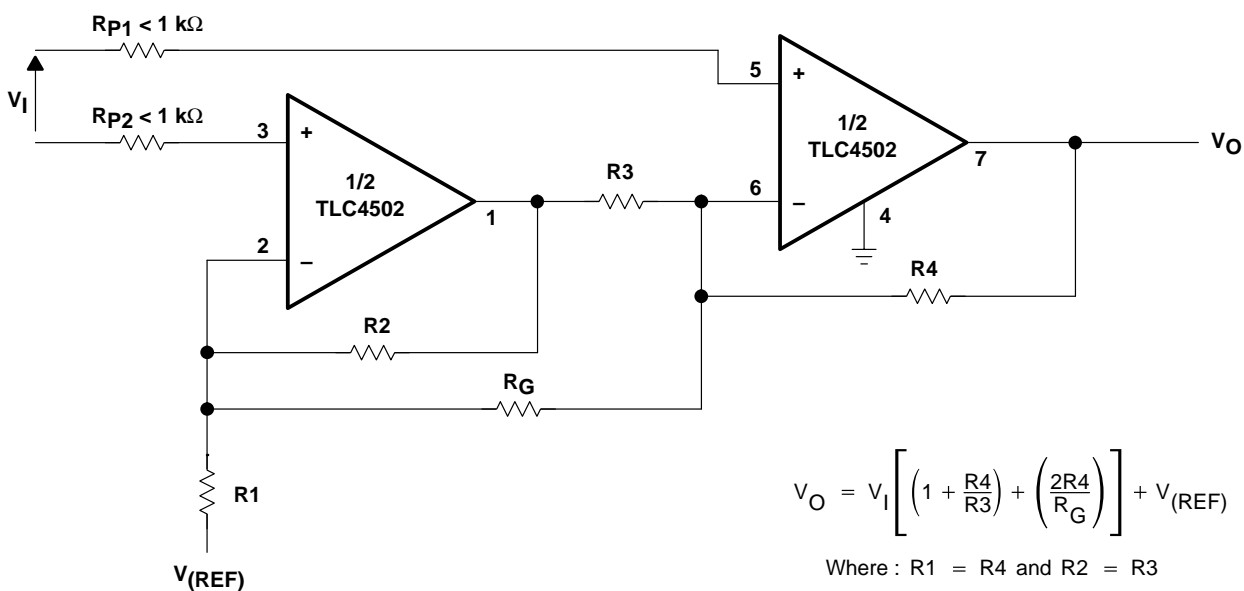 RP1 < 1 kΩ
VI
RP2 < 1 kΩ
3
+
1/2
TLC4502
1
2
−
R3
5
+
1/2
TLC4502
7
VO
6
−
4
R4
R2
RG
R1
V(REF)
VO = VI[(1 + R4/R3) + (2R4/RG)] + V(REF)
Where : R1 = R4 and R2 = R3